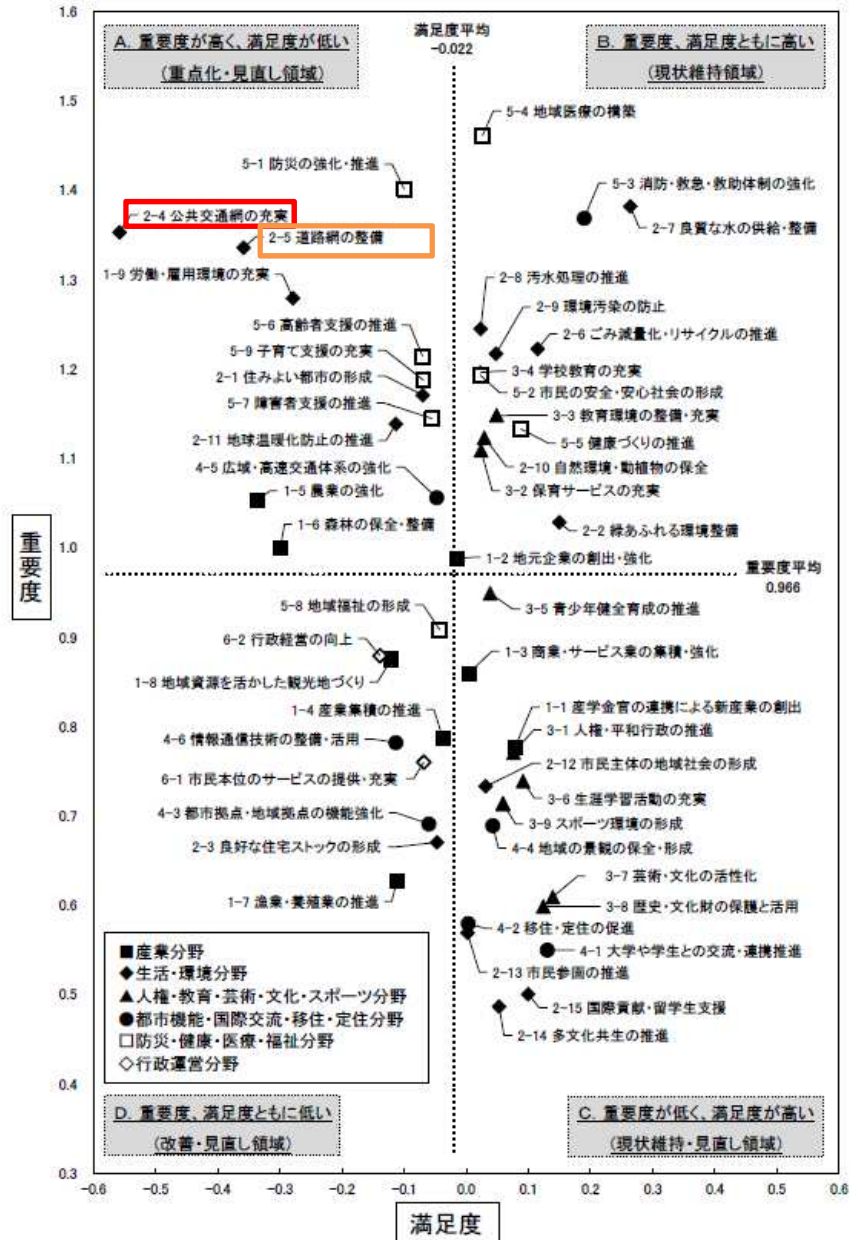 1.6
1.5
1.4
1.3
1.2
1.1
1.0
0.9
0.8
0.7
0.6
0.5
0.4
0.3
重要度
A. 重要度が高く、満足度が低い
(重点化・見直し領域)
満足度平均
-0.022
B. 重要度、満足度ともに高い
(現状維持領域)
5-4 地域医療の構築
5-1 防災の強化・推進
5-3 消防・救急・救助体制の強化
2-4 公共交通網の充実
2-7 良質な水の供給・整備
2-5 道路網の整備
1-9 労働・雇用環境の充実
2-8 汚水処理の推進
2-9 環境汚染の防止
5-6 高齢者支援の推進
2-6 ごみ減量化・リサイクルの推進
5-9 子育て支援の充実
3-4 学校教育の充実
2-1 住みよい都市の形成
5-2 市民の安全・安心社会の形成
5-7 障害者支援の推進
3-3 教育環境の整備・充実
2-11 地球温暖化防止の推進
5-5 健康づくりの推進
4-5 広域・高速交通体系の強化
2-10 自然環境・動植物の保全
1-5 農業の強化
3-2 保育サービスの充実
1-6 森林の保全・整備
2-2 緑あふれる環境整備
1-2 地元企業の創出・強化
重要度平均
0.966
5-8 地域福祉の形成
3-5 青少年健全育成の推進
6-2 行政経営の向上
1-3 商業・サービス業の集積・強化
1-8 地域資源を活かした観光地づくり
1-4 産業集積の推進
1-1 産学金官の連携による新産業の創出
3-1 人権・平和行政の推進
4-6 情報通信技術の整備・活用
2-12 市民主体の地域社会の形成
6-1 市民本位のサービスの提供・充実
3-6 生涯学習活動の充実
4-3 都市拠点・地域拠点の機能強化
3-9 スポーツ環境の形成
2-3 良好な住宅ストックの形成
4-4 地域の景観の保全・形成
1-7 漁業・養殖業の推進
3-7 芸術・文化の活性化
3-8 歴史・文化財の保護と活用
4-2 移住・定住の促進
4-1 大学や学生との交流・連携推進
2-13 市民参画の推進
2-15 国際貢献・留学生支援
2-14 多文化共生の推進
■産業分野
◆生活・環境分野
▲人権・教育・芸術・文化・スポーツ分野
●都市機能・国際交流・移住・定住分野
□防災・健康・医療・福祉分野
◇行政運営分野
D. 重要度、満足度ともに低い
(改善・見直し領域)
C. 重要度が低く、満足度が高い
(現状維持・見直し領域)
-0.6 -0.5 -0.4 -0.3 -0.2 -0.1 0.0 0.1 0.2 0.3 0.4 0.5 0.6
満足度